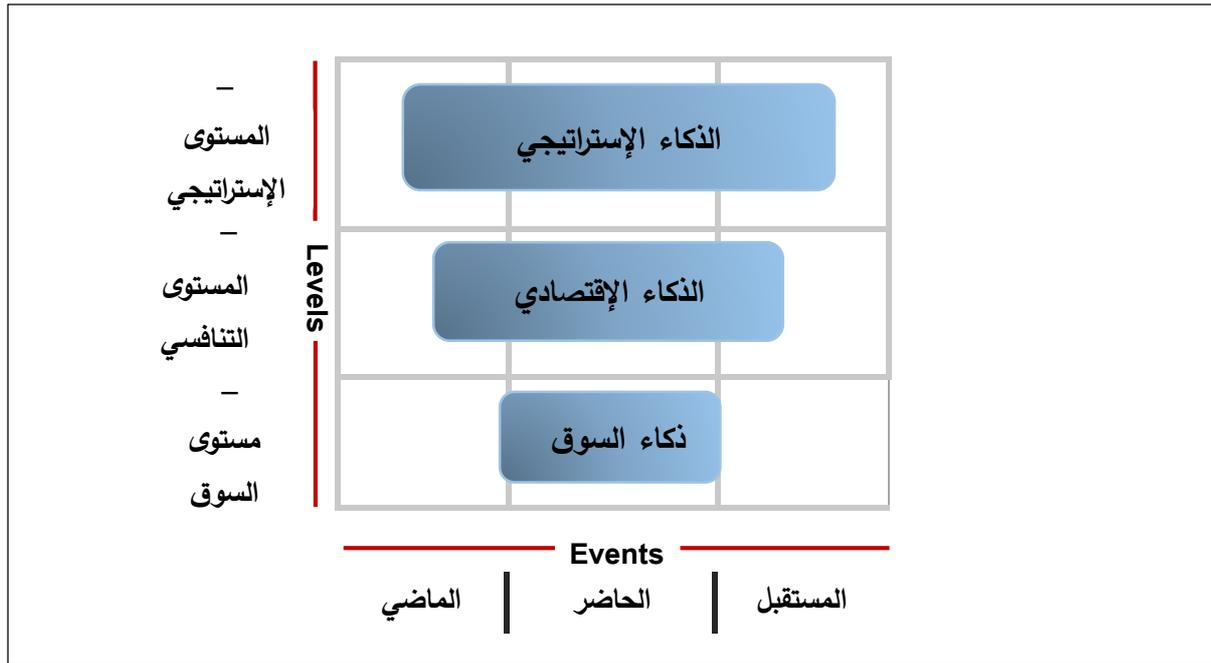 –
المستوى
الإستراتيجي
الذكاء الإستراتيجي
–
المستوى
التنافسي
Levels
الذكاء الإقتصادي
–
مستوى
السوق
ذكاء السوق
Events
الماضي
الحاضر
المستقبل